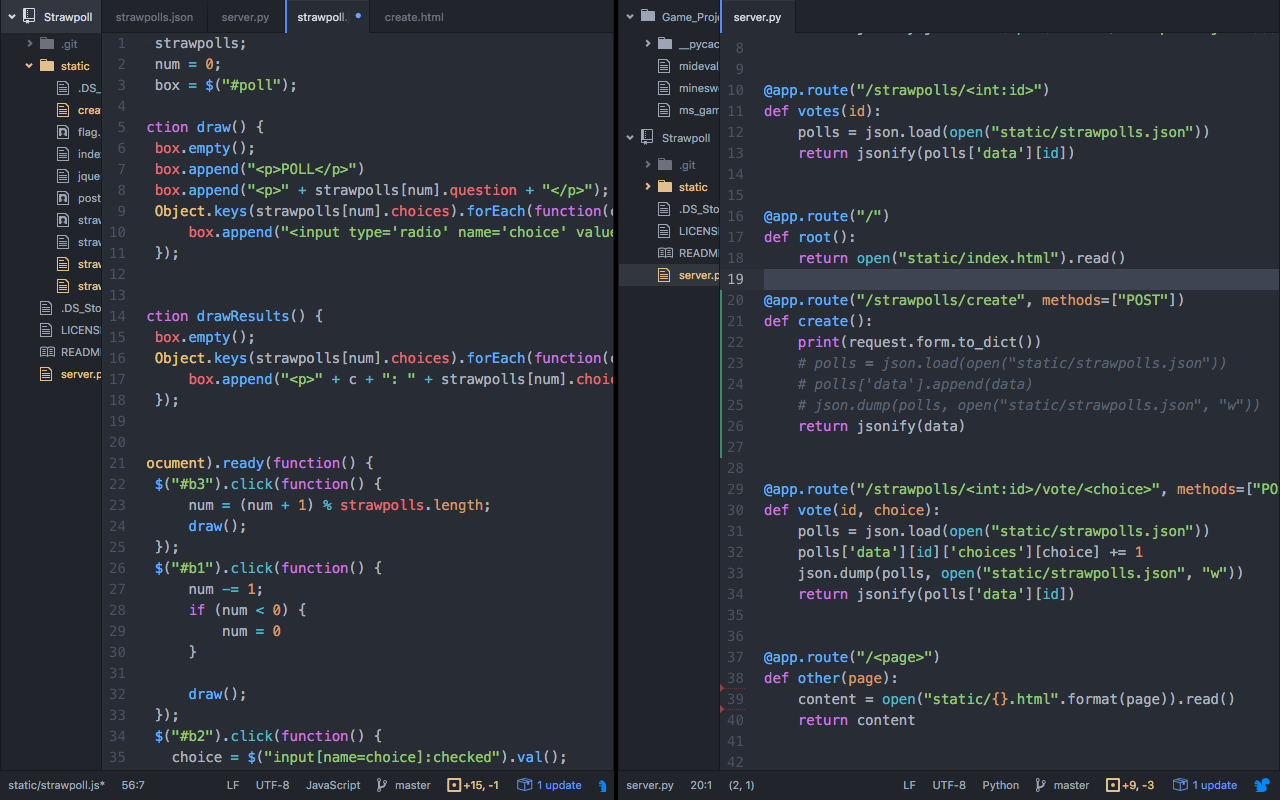 Strawpoll
strawpolls.json
server.py
strawpoll.
create.html
.git
static
.DS_
crea
flag.
inde
jque
post
strav
strav
strav
strav
.DS_Sto
LICENS
READM
server.p
1 strawpolls;
2 num = 0;
3 box = $("#poll");
4
5 ction draw() {
6 box.empty();
7 box.append("<p>POLL</p>")
8 box.append("<p>" + strawpolls[num].question + "</p>");
9 Object.keys(strawpolls[num].choices).forEach(function(c
10 box.append("<input type='radio' name='choice' value
11 });
12
13
14 ction drawResults() {
15 box.empty();
16 Object.keys(strawpolls[num].choices).forEach(function(c
17 box.append("<p>" + c + ": " + strawpolls[num].choic
18 });
19
20
21 ocument).ready(function() {
22 $("#b3").click(function() {
23 num = (num + 1) % strawpolls.length;
24 draw();
25 });
26 $("#b1").click(function() {
27 num -= 1;
28 if (num < 0) {
29 num = 0
30 }
31
32 draw();
33 });
34 $("#b2").click(function() {
35 choice = $("input[name=choice]:checked").val();
static/strawpoll.js* 56:7 LF UTF-8 JavaScript master +15, -1 1 update
Game_Proje
server.py
__pycac
mideval
minesw
ms_gam
Strawpoll
.git
static
.DS_Sto
LICENS
READM
server.p
8
9
10 @app.route("/strawpolls/<int:id>")
11 def votes(id):
12 polls = json.load(open("static/strawpolls.json"))
13 return jsonify(polls['data'][id])
14
15
16 @app.route("/")
17 def root():
18 return open("static/index.html").read()
19
20 @app.route("/strawpolls/create", methods=["POST"])
21 def create():
22 print(request.form.to_dict())
23 # polls = json.load(open("static/strawpolls.json"))
24 # polls['data'].append(data)
25 # json.dump(polls, open("static/strawpolls.json", "w"))
26 return jsonify(data)
27
28
29 @app.route("/strawpolls/<int:id>/vote/<choice>", methods=["PO
30 def vote(id, choice):
31 polls = json.load(open("static/strawpolls.json"))
32 polls['data'][id]['choices'][choice] += 1
33 json.dump(polls, open("static/strawpolls.json", "w"))
34 return jsonify(polls['data'][id])
35
36
37 @app.route("/<page>")
38 def other(page):
39 content = open("static/{}.html".format(page)).read()
40 return content
41
42
server.py 20:1 (2, 1) LF UTF-8 Python master +9, -3 1 update